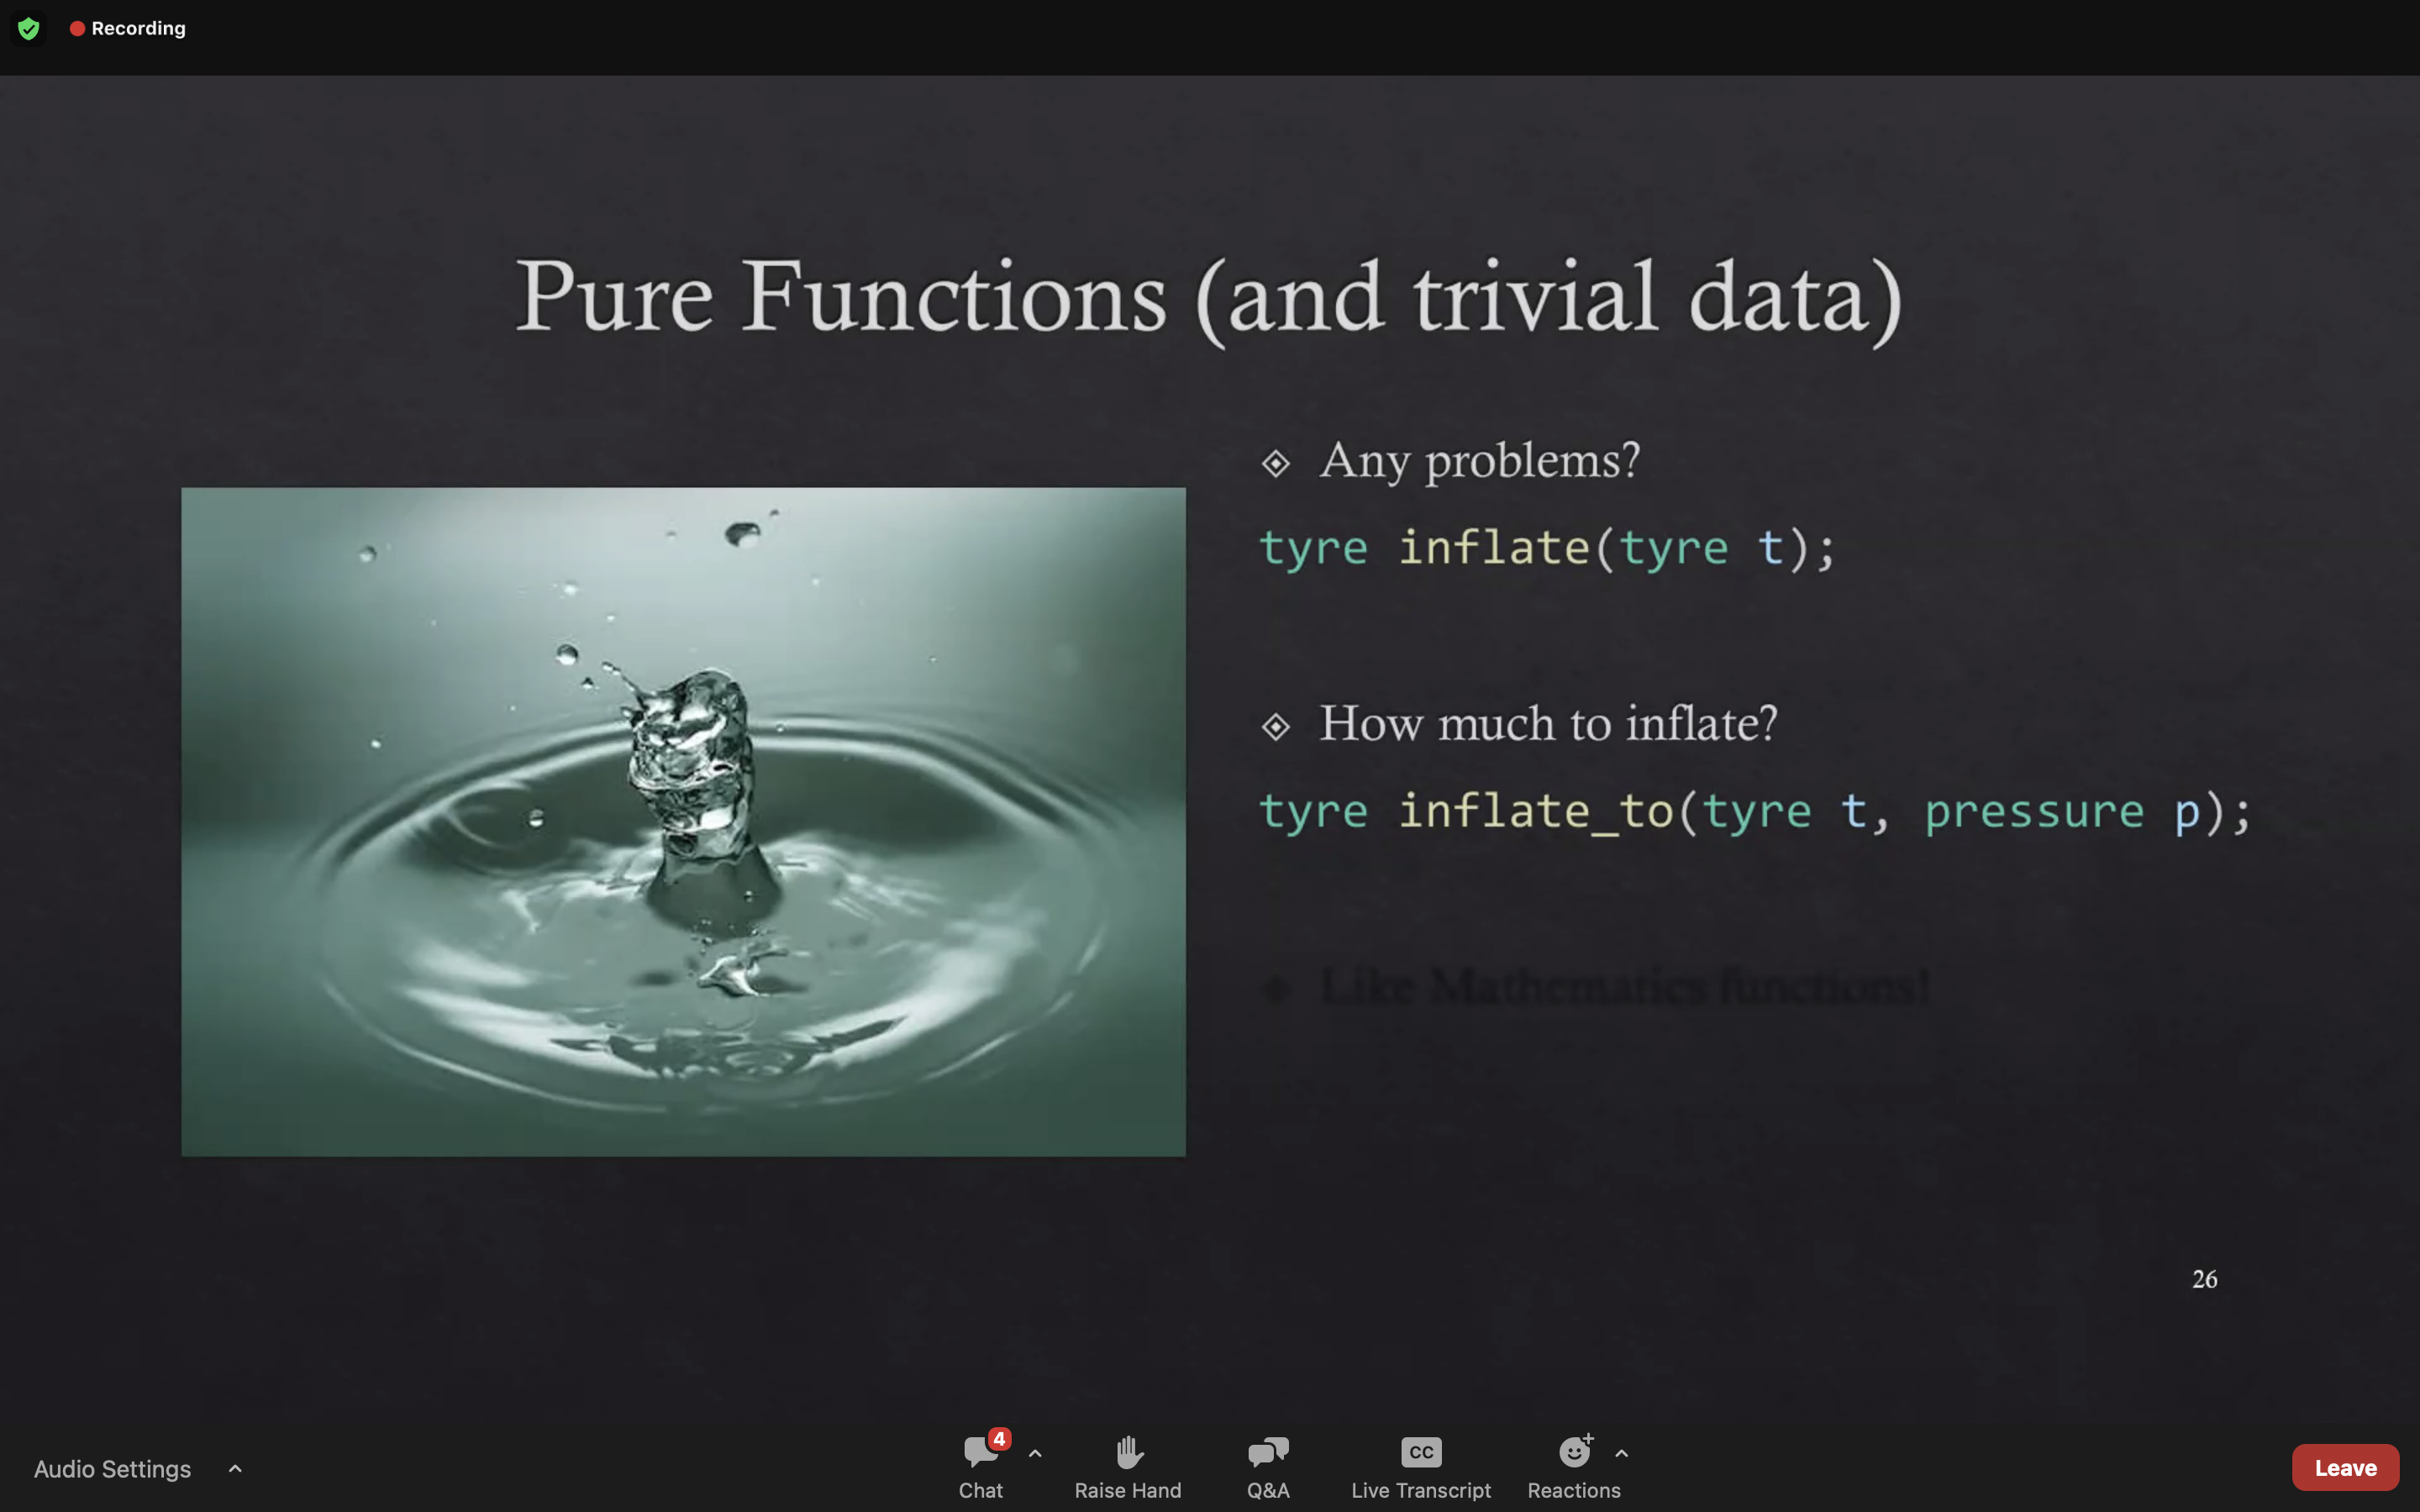 Recording
Pure Functions (and trivial data)
Any problems?
tyre inflate(tyre t);
How much to inflate?
tyre inflate_to(tyre t, pressure p);
Like Mathematics functions!
26
Audio Settings
4
Chat
Raise Hand
Q&A
CC
Live Transcript
Reactions
Leave